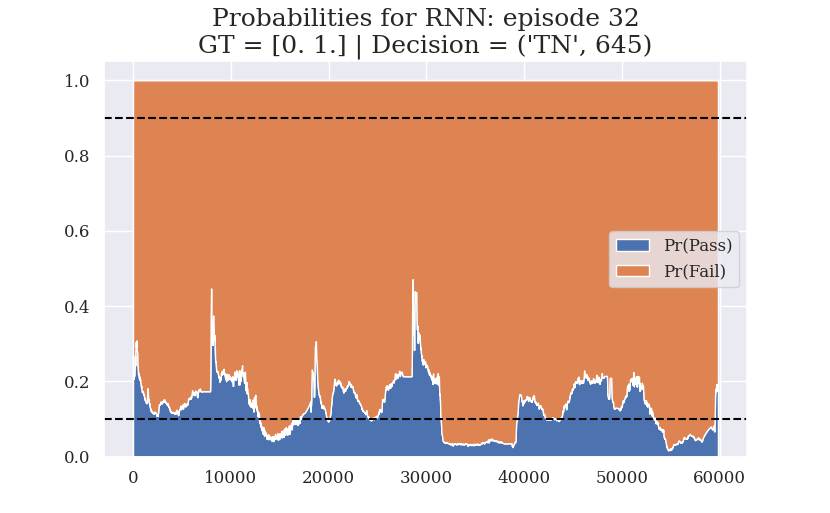 Probabilities for RNN: episode 32
GT = [0. 1.] | Decision = ('TN', 645)
1.0
0.8
0.6
0.4
0.2
0.0
Pr(Pass)
Pr(Fail)
0 10000 20000 30000 40000 50000 60000